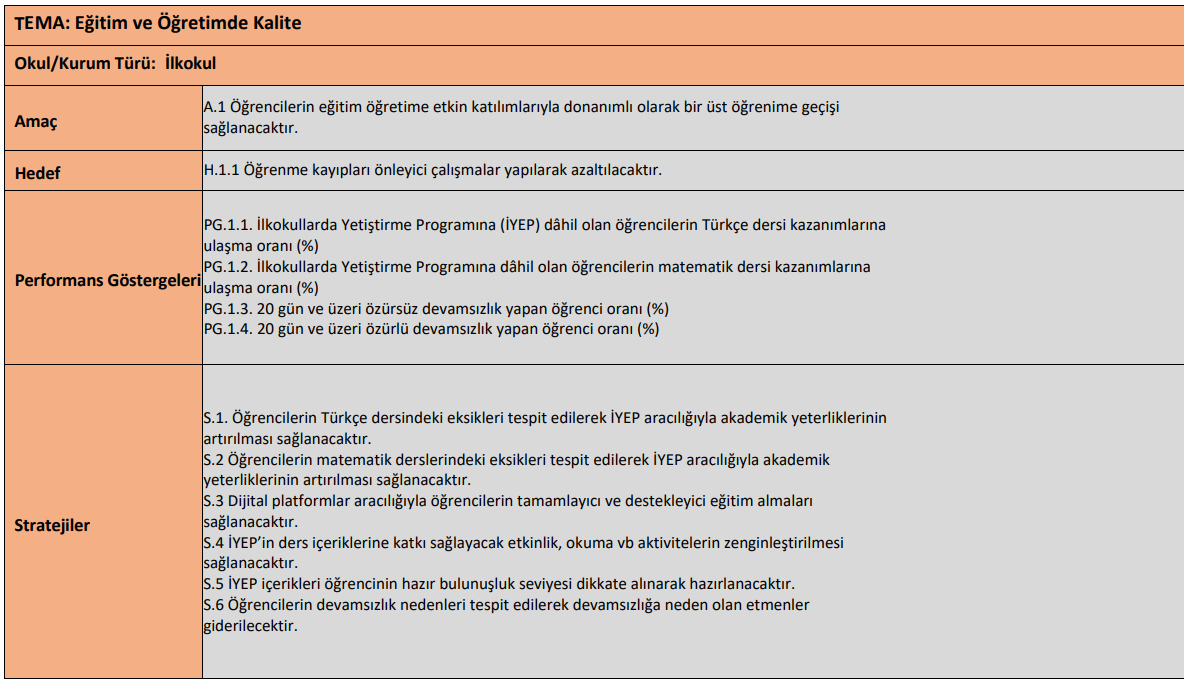 TEMA: Eğitim ve Öğretimde Kalite
Okul/Kurum Türü: İlkokul
Amaç
A.1 Öğrencilerin eğitim öğretime etkin katılımlarıyla donanımlı olarak bir üst öğrenime geçişi
sağlanacaktır.
Hedef
H.1.1 Öğrenme kayıpları önleyici çalışmalar yapılarak azaltılacaktır.
Performans Göstergeleri
PG.1.1. İlkokullarda Yetiştirme Programına (İYEP) dâhil olan öğrencilerin Türkçe dersi kazanımlarına
ulaşma oranı (%)
PG.1.2. İlkokullarda Yetiştirme Programına dâhil olan öğrencilerin matematik dersi kazanımlarına
ulaşma oranı (%)
PG.1.3. 20 gün ve üzeri özürsüz devamsızlık yapan öğrenci oranı (%)
PG.1.4. 20 gün ve üzeri özürlü devamsızlık yapan öğrenci oranı (%)
Stratejiler
S.1. Öğrencilerin Türkçe dersindeki eksikleri tespit edilerek İYEP aracılığıyla akademik yeterliklerinin
artırılması sağlanacaktır.
S.2 Öğrencilerin matematik derslerindeki eksikleri tespit edilerek İYEP aracılığıyla akademik
yeterliklerinin artırılması sağlanacaktır.
S.3 Dijital platformlar aracılığıyla öğrencilerin tamamlayıcı ve destekleyici eğitim almaları
sağlanacaktır.
S.4 İYEP’in ders içeriklerine katkı sağlayacak etkinlik, okuma vb aktivitelerin zenginleştirilmesi
sağlanacaktır.
S.5 İYEP içerikleri öğrencinin hazır bulunuşluk seviyesi dikkate alınarak hazırlanacaktır.
S.6 Öğrencilerin devamsızlık nedenleri tespit edilerek devamsızlığa neden olan etmenler
giderilecektir.